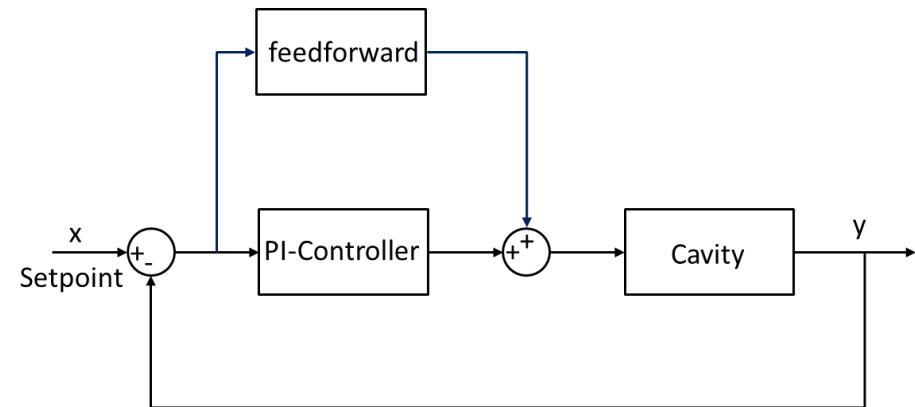 feedforward
x
Setpoint
+
-
PI-Controller
+
+
Cavity
y